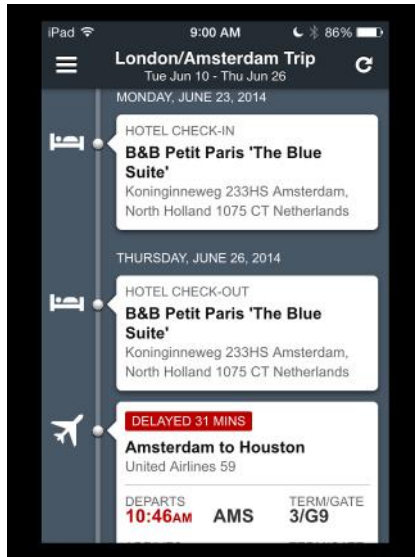 iPad 9:00 AM 86%
London/Amsterdam Trip
Tue Jun 10 - Thu Jun 26
MONDAY, JUNE 23, 2014
HOTEL CHECK-IN
B&B Petit Paris 'The Blue
Suite'
Koninginneweg 233HS Amsterdam,
North Holland 1075 CT Netherlands
THURSDAY, JUNE 26, 2014
HOTEL CHECK-OUT
B&B Petit Paris 'The Blue
Suite'
Koninginneweg 233HS Amsterdam,
North Holland 1075 CT Netherlands
DELAYED 31 MINS
Amsterdam to Houston
United Airlines 59
DEPARTS TERM/GATE
10:46AM AMS 3/G9